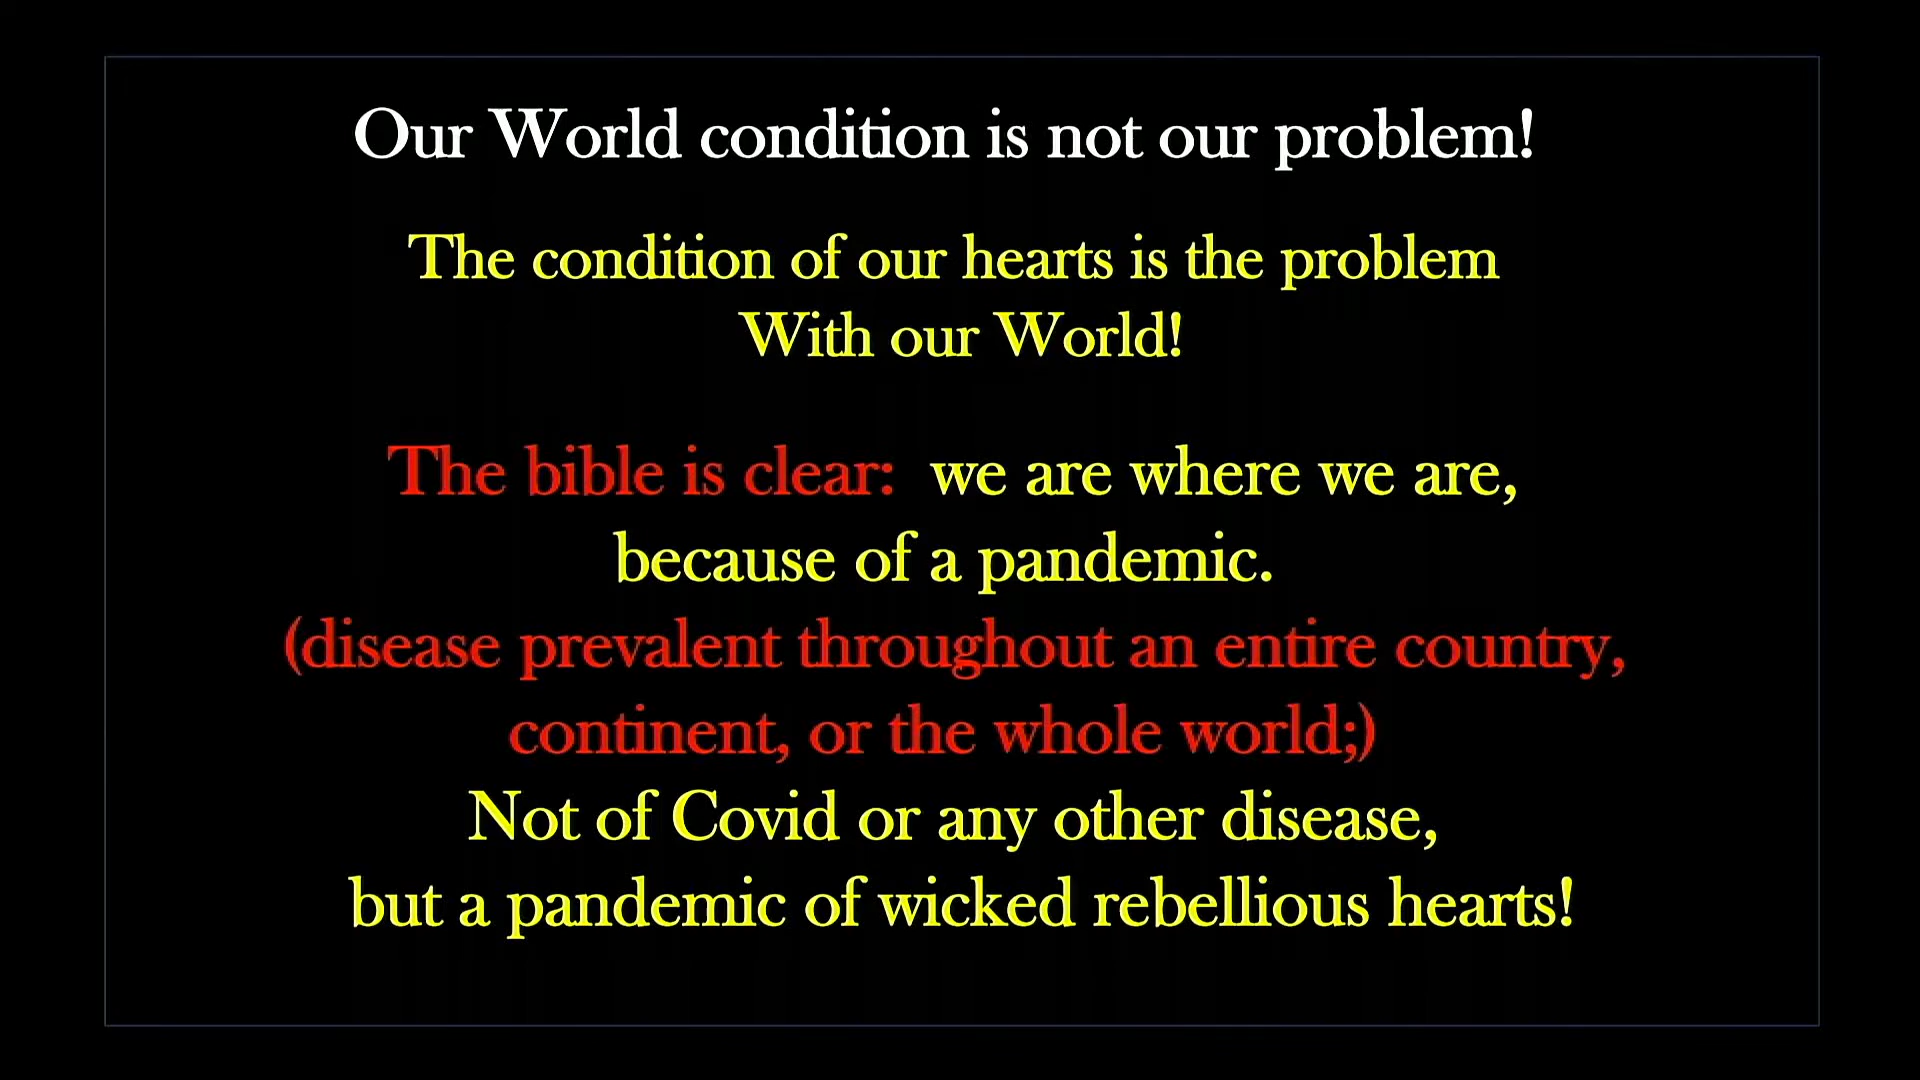 Our World condition is not our problem!
The condition of our hearts is the problem
With our World!
The bible is clear:  we are where we are,
because of a pandemic.
(disease prevalent throughout an entire country,
continent, or the whole world;)
Not of Covid or any other disease,
but a pandemic of wicked rebellious hearts!